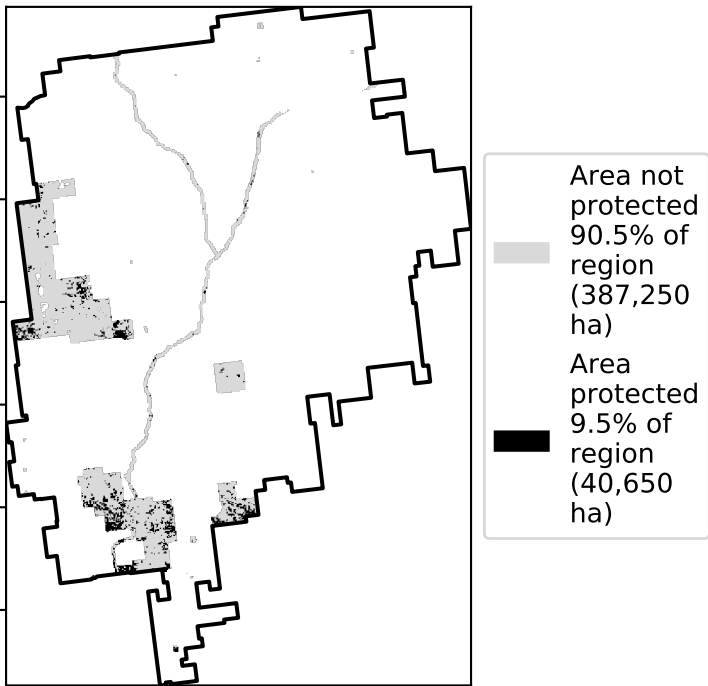 Area not
protected
90.5% of
region
(387,250
ha)
Area
protected
9.5% of
region
(40,650
ha)